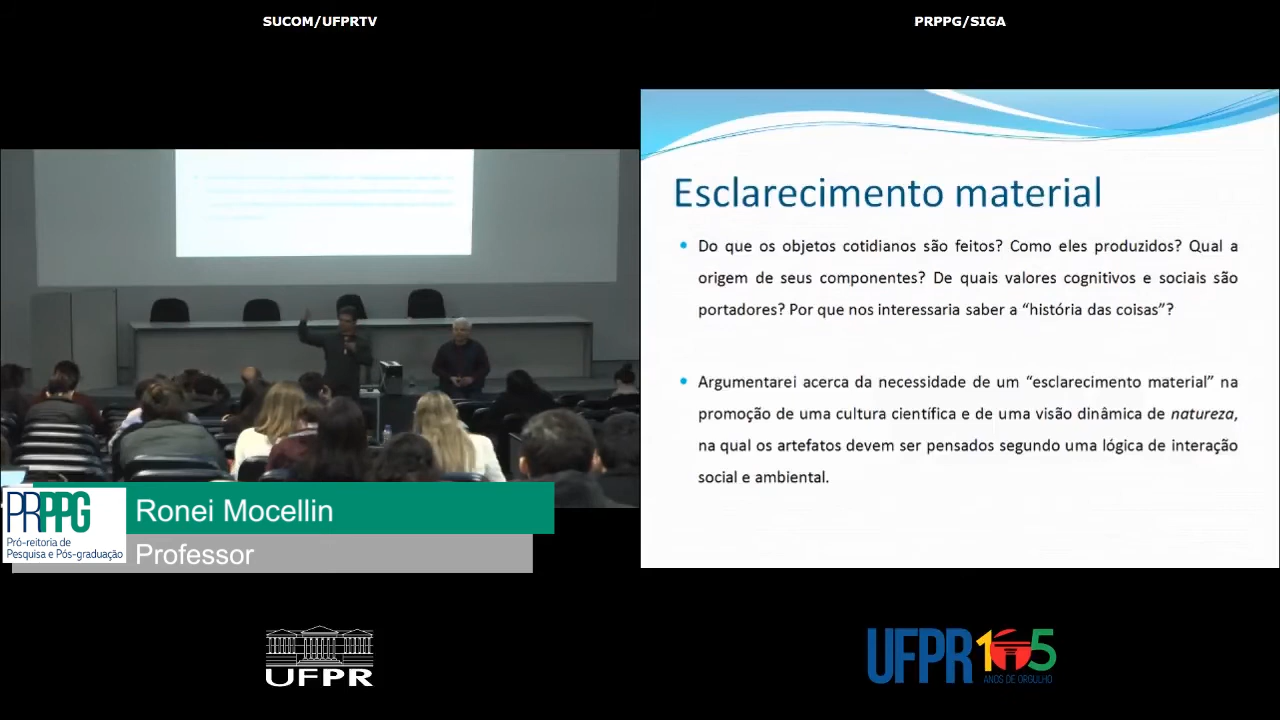 SUCOM/UFPRTV
PRPPG/SIGA
Esclarecimento material
Do que os objetos cotidianos são feitos? Como eles produzidos? Qual a
origem de seus componentes? De quais valores cognitivos e sociais são
portadores? Por que nos interessaria saber a “história das coisas”?
Argumentarei acerca da necessidade de um “esclarecimento material” na
promoção de uma cultura científica e de uma visão dinâmica de natureza,
na qual os artefatos devem ser pensados segundo uma lógica de interação
social e ambiental.
PRPPG
Pró-reitoria de
Pesquisa e Pós-graduação
Ronei Mocellin
Professor
UFPR
UFPR 105
ANOS DE ORGULHO